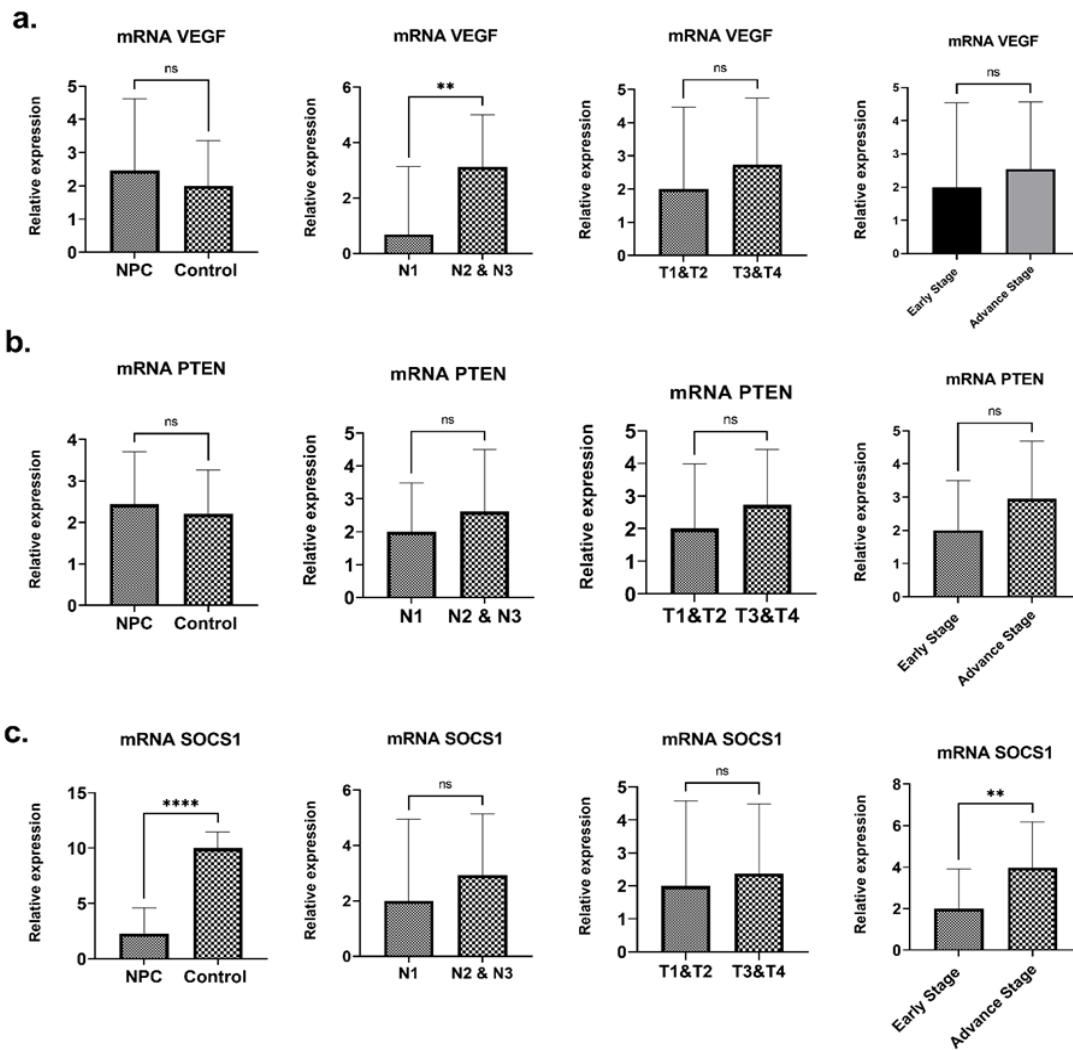 a.
mRNA VEGF
ns
Relative expression
5
4
3
2
1
0
NPC Control
mRNA VEGF
**
Relative expression
6
4
2
0
N1 N2 & N3
mRNA VEGF
ns
Relative expression
5
4
3
2
1
0
T1&T2 T3&T4
mRNA VEGF
ns
Relative expression
5
4
3
2
1
0
Early Stage
Advance Stage
b.
mRNA PTEN
ns
Relative expression
4
3
2
1
0
NPC Control
mRNA PTEN
ns
Relative expression
5
4
3
2
1
0
N1 N2 & N3
mRNA PTEN
ns
Relative expression
5
4
3
2
1
0
T1&T2 T3&T4
mRNA PTEN
ns
Relative expression
5
4
3
2
1
0
Early Stage
Advance Stage
c.
mRNA SOCS1
****
Relative expression
15
10
5
0
NPC Control
mRNA SOCS1
ns
Relative expression
6
4
2
0
N1 N2 & N3
mRNA SOCS1
ns
Relative expression
5
4
3
2
1
0
T1&T2 T3&T4
mRNA SOCS1
**
Relative expression
8
6
4
2
0
Early Stage
Advance Stage